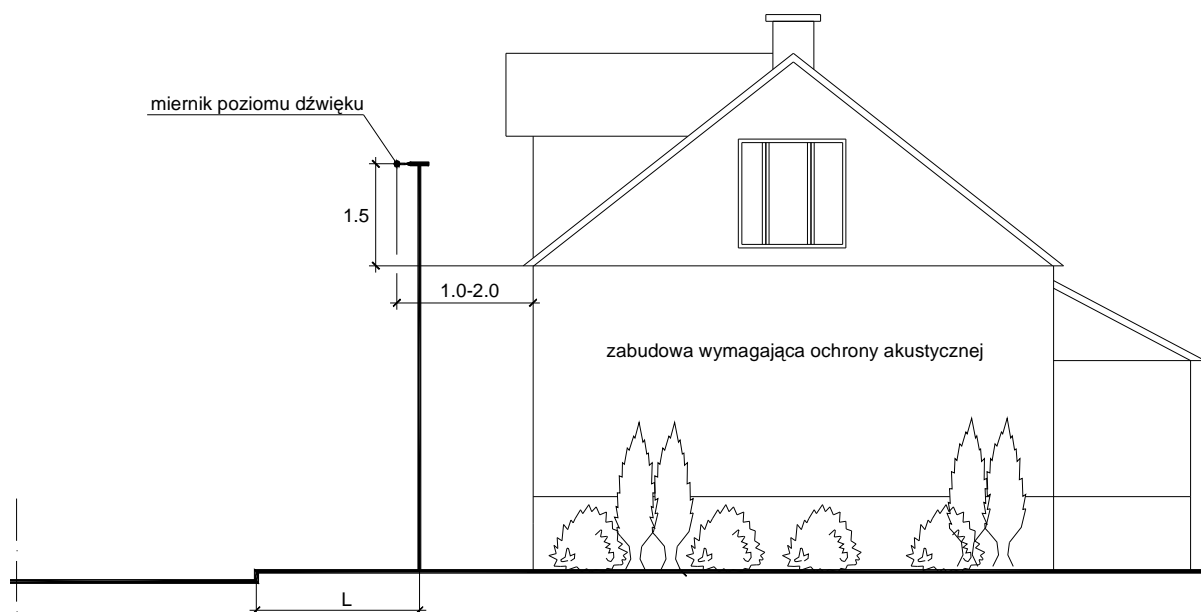 miernik poziomu dźwięku
1.5
1.0-2.0
zabudowa wymagająca ochrony akustycznej
L